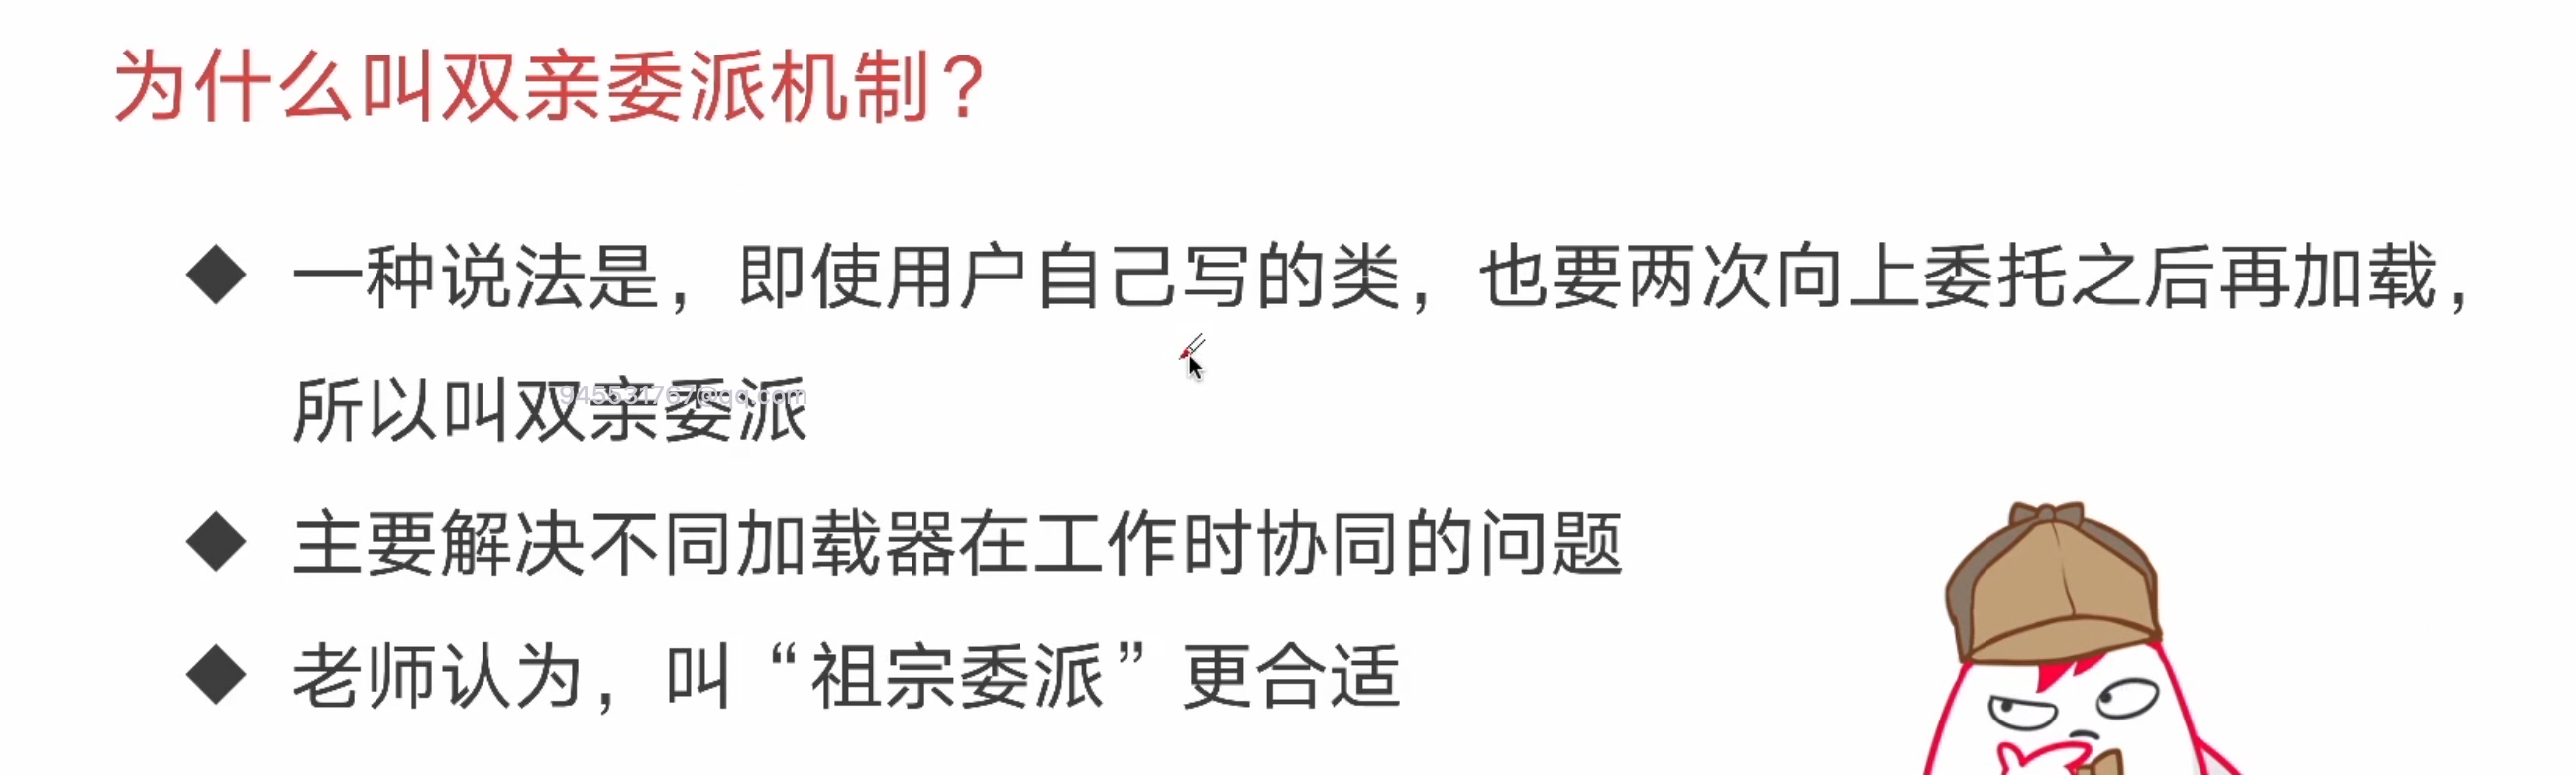 为什么叫双亲委派机制？
◆ 一种说法是，即使用户自己写的类，也要两次向上委托之后再加载，
所以叫双亲委派
945531767@qq.com
◆ 主要解决不同加载器在工作时协同的问题
◆ 老师认为，叫“祖宗委派”更合适